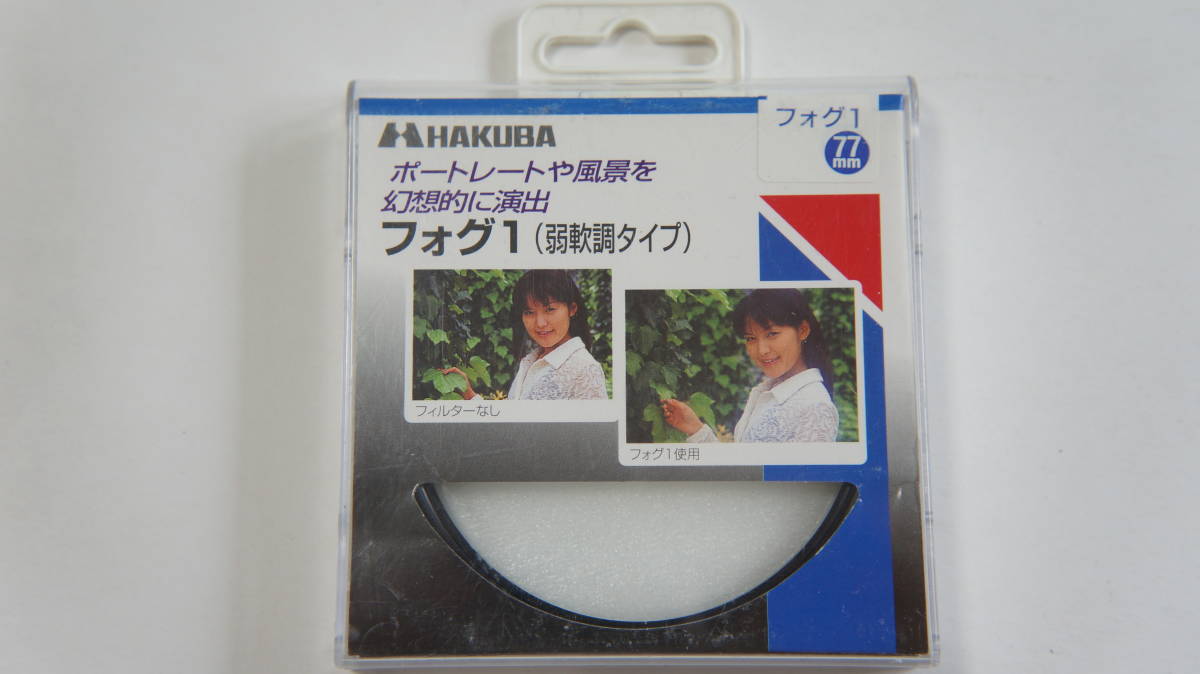 HAKUBA
フォグ1
77
mm
ポートレートや風景を
幻想的に演出
フォグ1（弱軟調タイプ）
フィルターなし
フォグ1使用